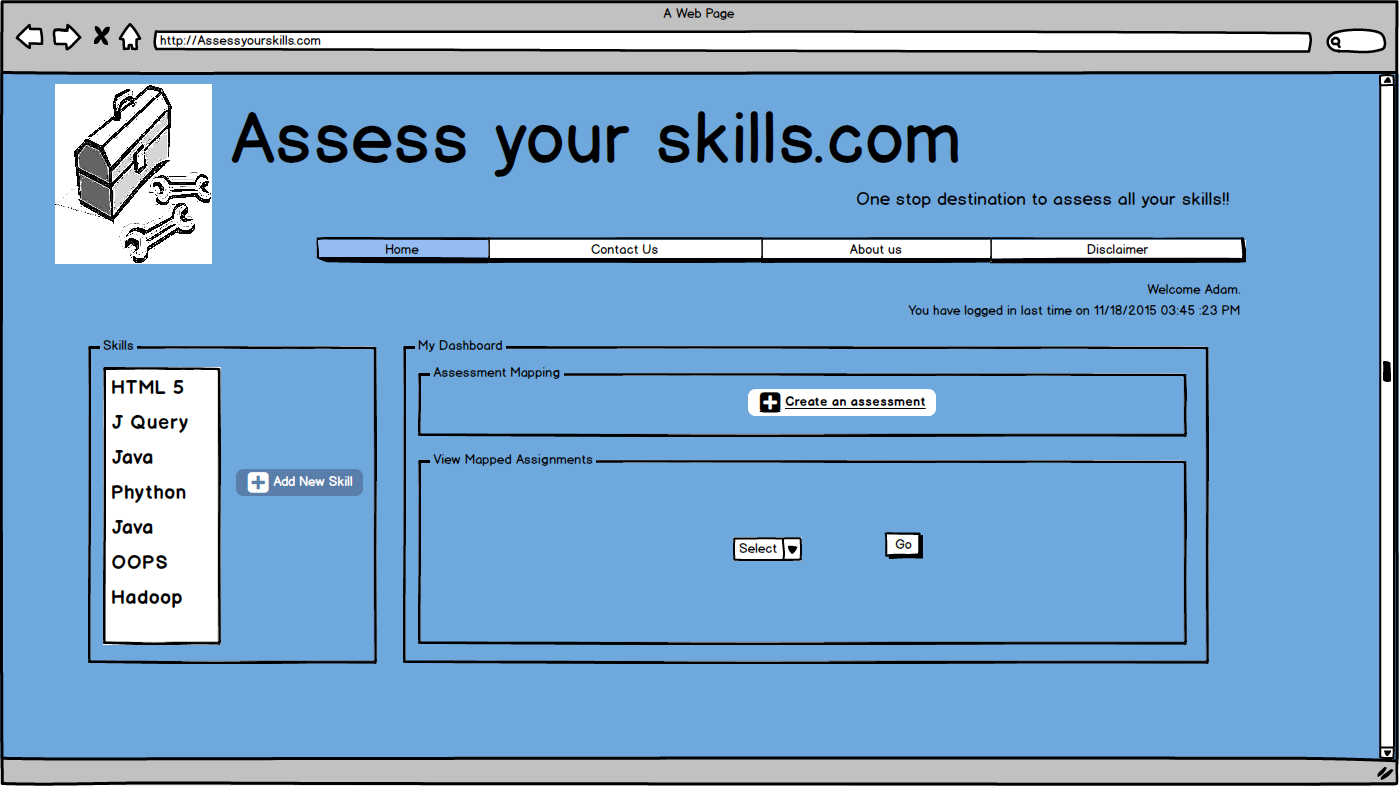 A Web Page
http://Assessyourskills.com
Assess your skills.com
One stop destination to assess all your skills!!
Home Contact Us About us Disclaimer
Welcome Adam.
You have logged in last time on 11/18/2015 03:45 :23 PM
Skills
HTML 5
J Query
Java
Phython
Java
OOPS
Hadoop
Add New Skill
My Dashboard
Assessment Mapping
Create an assessment
View Mapped Assignments
Select
Go